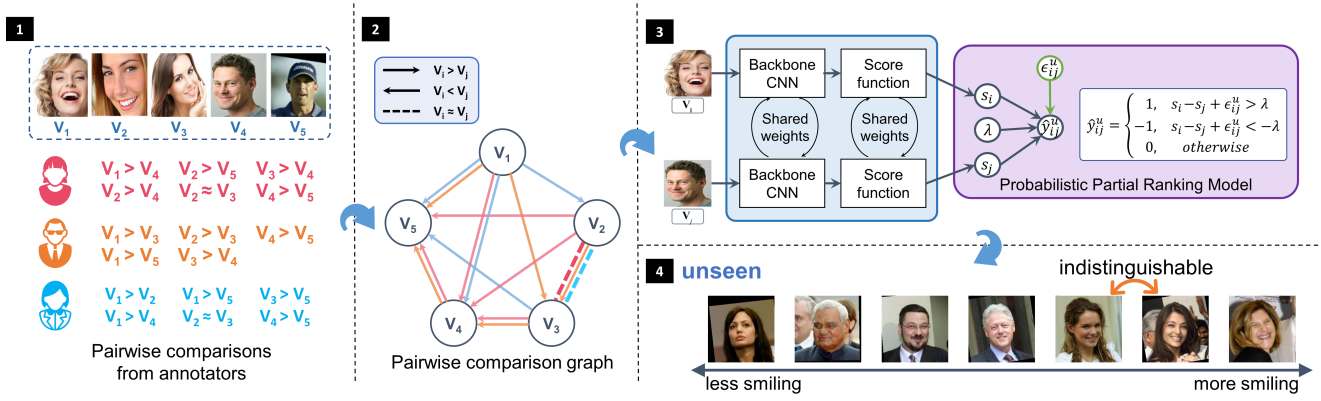 1
V1 V2 V3 V4 V5
V1 > V4 V2 > V5 V3 > V4
V2 > V4 V2 ≈ V3 V4 > V5
V1 > V3 V2 > V3 V4 > V5
V1 > V5 V3 > V4
V1 > V2 V1 > V5 V3 > V5
V1 > V4 V2 ≈ V3 V4 > V5
Pairwise comparisons
from annotators
2
Vi > Vj
Vi < Vj
Vi ≈ Vj
V1
V5 V2
V4 V3
Pairwise comparison graph
3
Vi
Backbone
CNN
Score
function
Shared
weights
Shared
weights
Backbone
CNN
Score
function
Vj
si
λ
sj
ϵ^u_ij
ŷ^u_ij
ŷ^u_ij = { 1, si−sj + ϵ^u_ij > λ
−1, si−sj + ϵ^u_ij < −λ
0, otherwise
Probabilistic Partial Ranking Model
4 unseen
indistinguishable
less smiling more smiling